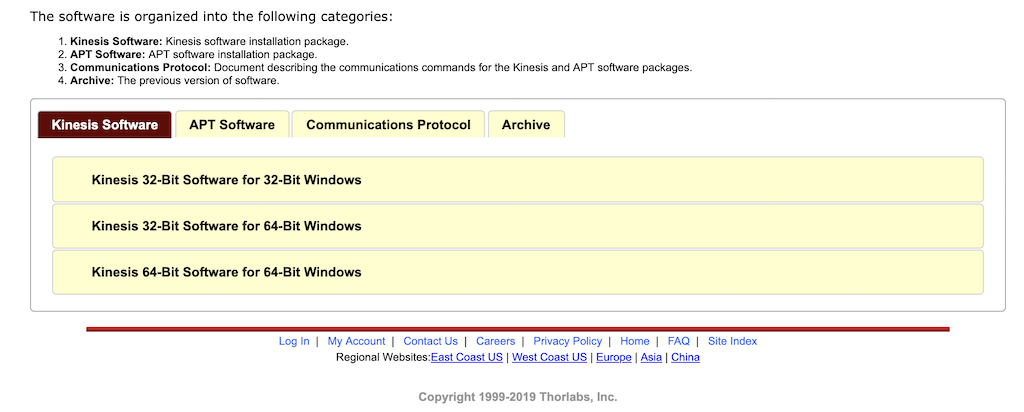 The software is organized into the following categories:
1. Kinesis Software: Kinesis software installation package.
2. APT Software: APT software installation package.
3. Communications Protocol: Document describing the communications commands for the Kinesis and APT software packages.
4. Archive: The previous version of software.
Kinesis Software APT Software Communications Protocol Archive
Kinesis 32-Bit Software for 32-Bit Windows
Kinesis 32-Bit Software for 64-Bit Windows
Kinesis 64-Bit Software for 64-Bit Windows
Log In | My Account | Contact Us | Careers | Privacy Policy | Home | FAQ | Site Index
Regional Websites:East Coast US | West Coast US | Europe | Asia | China
Copyright 1999-2019 Thorlabs, Inc.